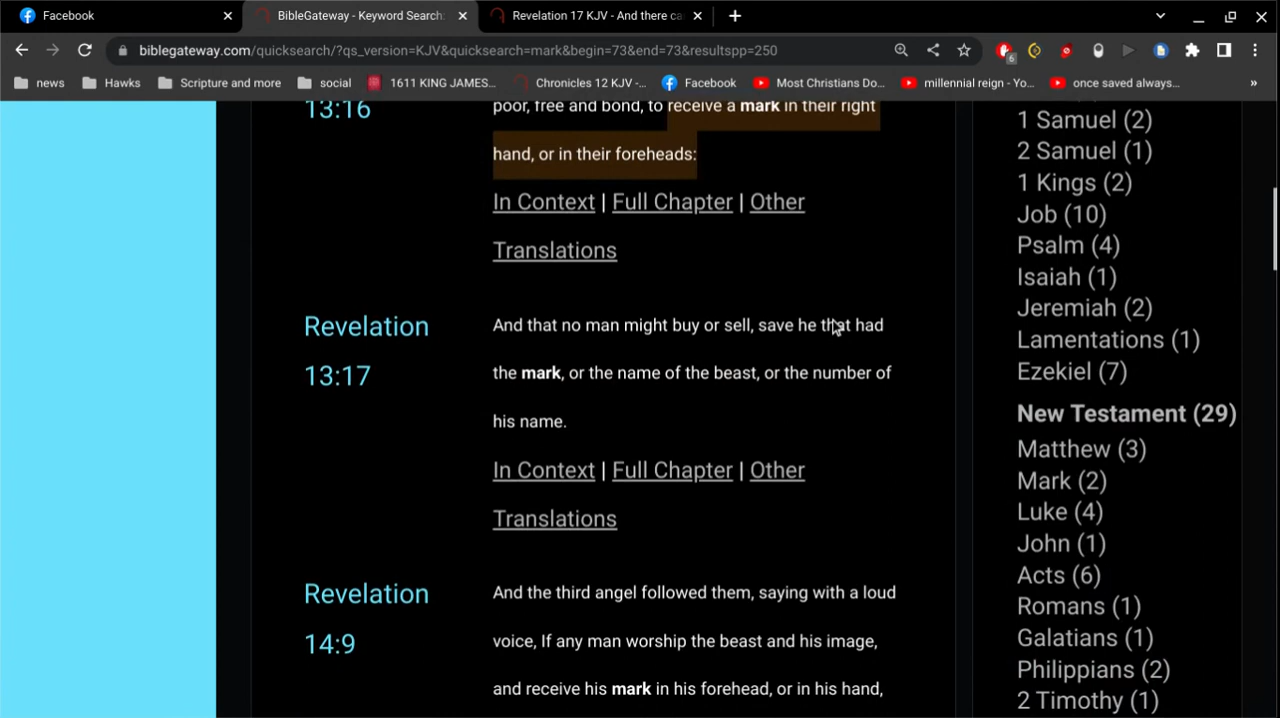 Facebook
BibleGateway - Keyword Search:
Revelation 17 KJV - And there ca
biblegateway.com/quicksearch/?qs_version=KJV&quicksearch=mark&begin=73&end=73&resultspp=250
6
news
Hawks
Scripture and more
social
1611 KING JAMES...
Chronicles 12 KJV -...
Facebook
Most Christians Do...
millennial reign - Yo...
once saved always...
»
13:16
poor, free and bond, to receive a mark in their right
hand, or in their foreheads:
In Context | Full Chapter | Other
Translations
Revelation
13:17
And that no man might buy or sell, save he that had
the mark, or the name of the beast, or the number of
his name.
In Context | Full Chapter | Other
Translations
Revelation
14:9
And the third angel followed them, saying with a loud
voice, If any man worship the beast and his image,
and receive his mark in his forehead, or in his hand,
1 Samuel (2)
2 Samuel (1)
1 Kings (2)
Job (10)
Psalm (4)
Isaiah (1)
Jeremiah (2)
Lamentations (1)
Ezekiel (7)
New Testament (29)
Matthew (3)
Mark (2)
Luke (4)
John (1)
Acts (6)
Romans (1)
Galatians (1)
Philippians (2)
2 Timothy (1)